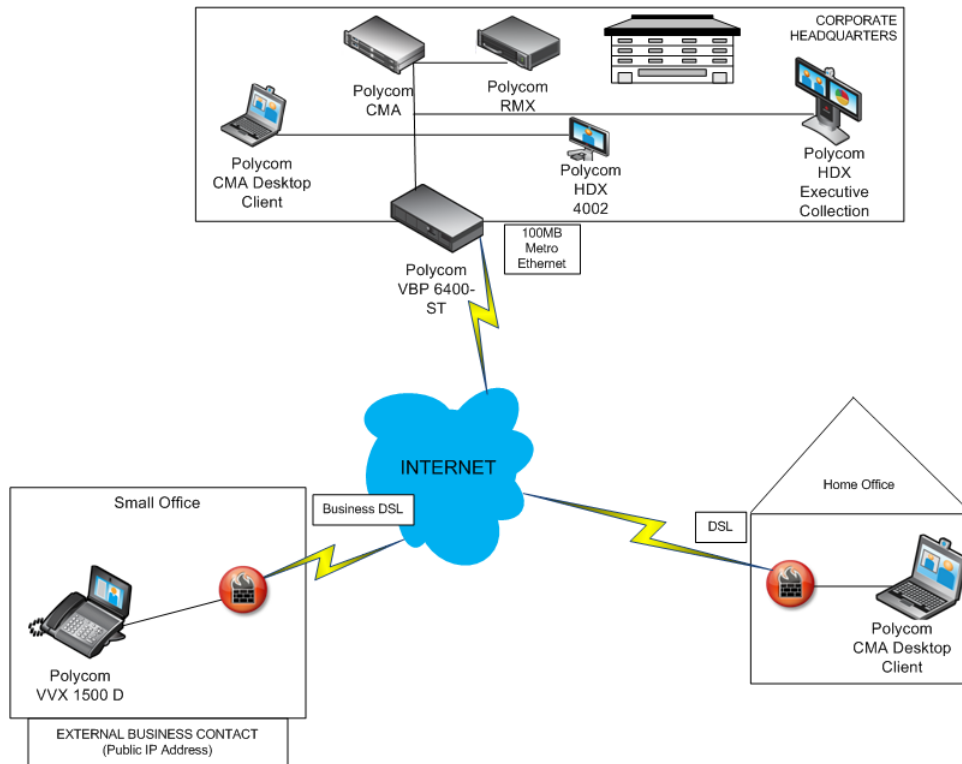 CORPORATE
HEADQUARTERS
Polycom
CMA
Polycom
RMX
Polycom
CMA Desktop
Client
Polycom
HDX
4002
Polycom
HDX
Executive
Collection
100MB
Metro
Ethernet
Polycom
VBP 6400-
ST
INTERNET
Small Office
Business DSL
DSL
Home Office
Polycom
VVX 1500 D
Polycom
CMA Desktop
Client
EXTERNAL BUSINESS CONTACT
(Public IP Address)